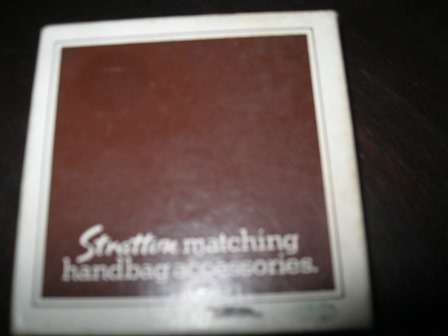 Stratton matching
handbag accessories.